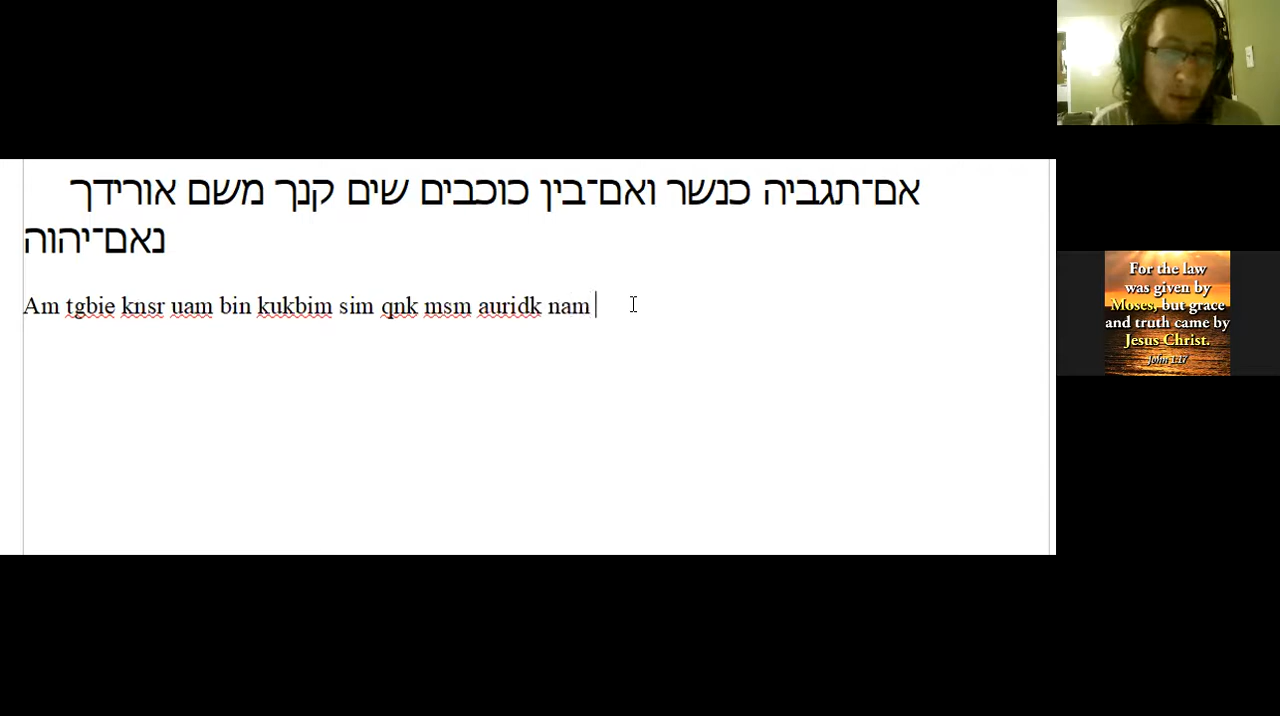 אם־תגביה כנשר ואם־בין כוכבים שים קנך משם אורידך
נאם־יהוה
Am tgbie knsr uam bin kukbim sim qnk msm auridk nam
For the law
was given by
Moses, but grace
and truth came by
Jesus Christ.
John 1:17